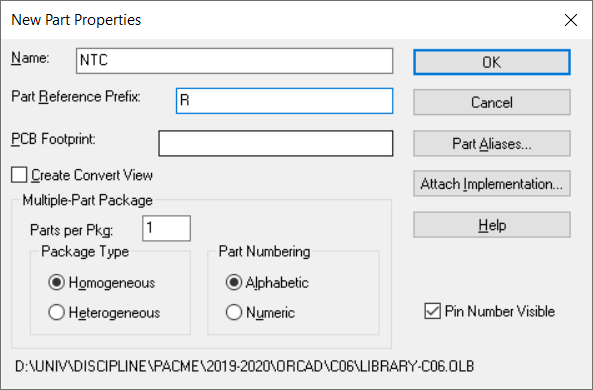 New Part Properties
Name: NTC OK
Part Reference Prefix: R Cancel
PCB Footprint: Part Aliases...
Create Convert View Attach Implementation...
Multiple-Part Package Help
Parts per Pkg: 1
Package Type Part Numbering
Homogeneous Alphabetic
Heterogeneous Numeric Pin Number Visible
D:\UNIV\DISCIPLINE\PACME\2019-2020\ORCAD\C06\LIBRARY-C06.OLB